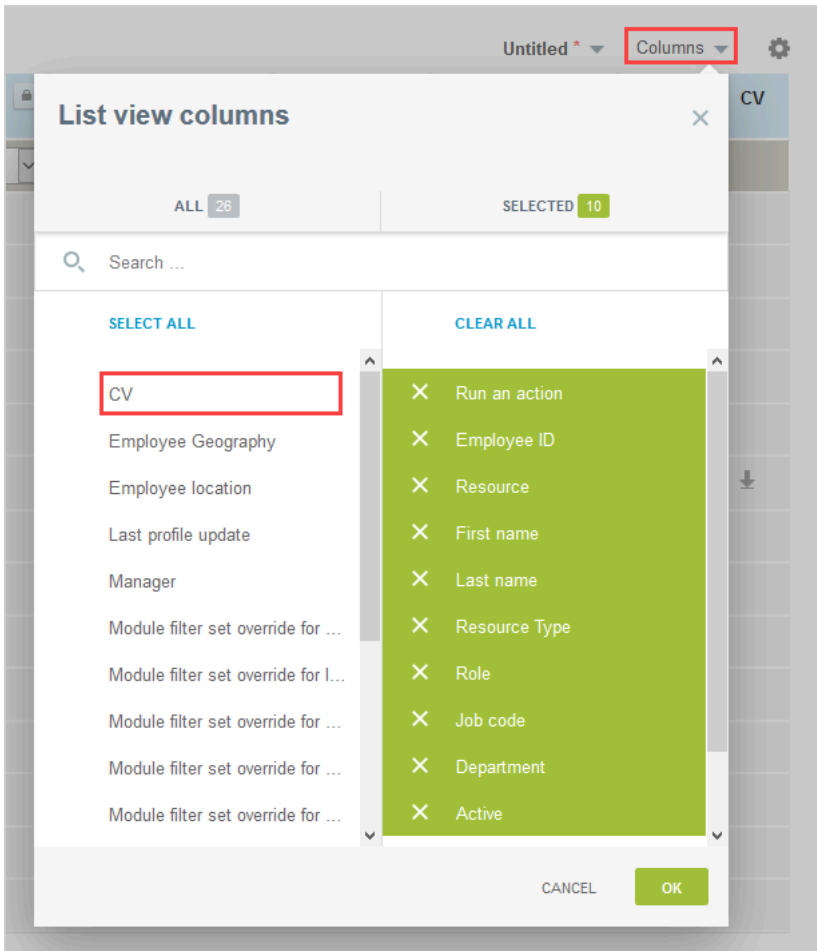 Untitled * Columns
CV
List view columns
ALL 26 SELECTED 10
Search ...
SELECT ALL CLEAR ALL
CV Run an action
Employee Geography Employee ID
Employee location Resource
Last profile update First name
Manager Last name
Module filter set override for ... Resource Type
Module filter set override for l... Role
Module filter set override for ... Job code
Module filter set override for ... Department
Module filter set override for ... Active
CANCEL OK